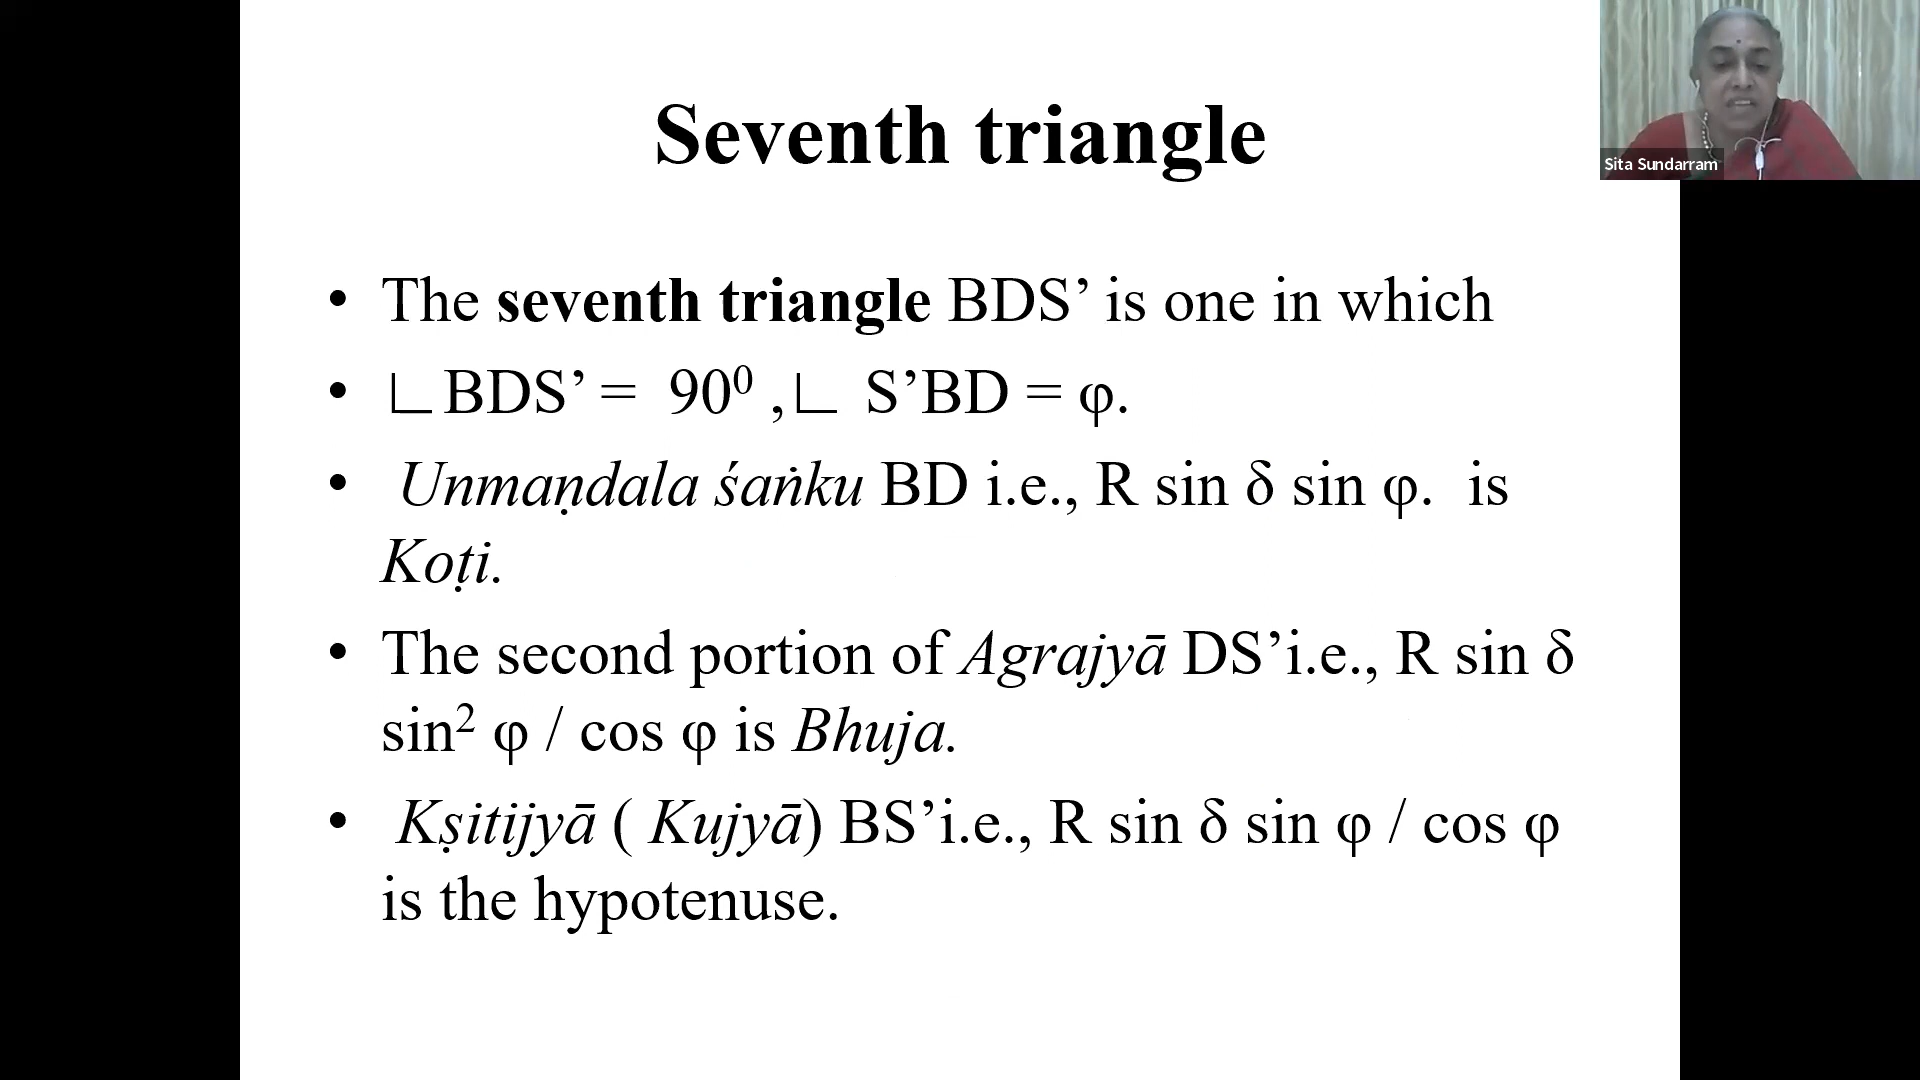 Seventh triangle
Sita Sundarram
• The seventh triangle BDS’ is one in which
• ∟BDS’ = 90⁰ ,∟ S’BD = φ.
• Unmaṇdala śaṅku BD i.e., R sin δ sin φ. is
Koṭi.
• The second portion of Agrajyā DS’i.e., R sin δ
sin² φ / cos φ is Bhuja.
• Kṣitijyā ( Kujyā) BS’i.e., R sin δ sin φ / cos φ
is the hypotenuse.